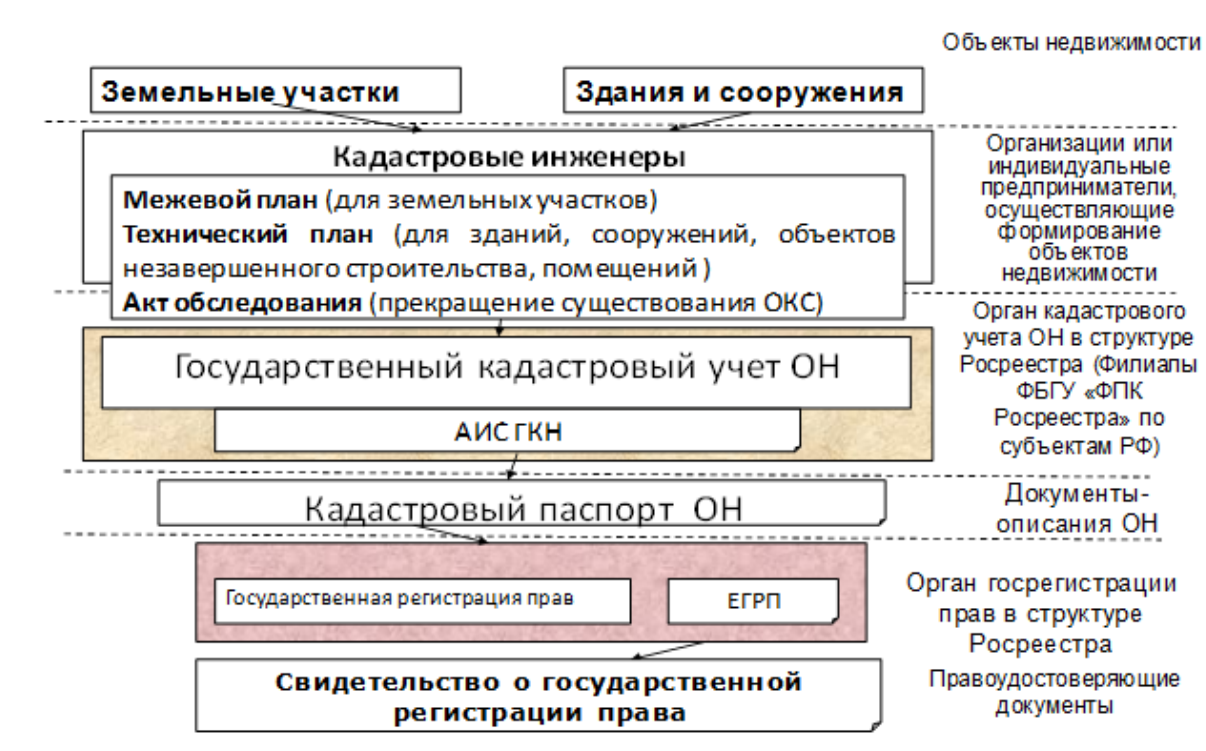 Объекты недвижимости
Земельные участки
Здания и сооружения
Кадастровые инженеры
Межевой план (для земельных участков)
Технический план (для зданий, сооружений, объектов
незавершенного строительства, помещений )
Акт обследования (прекращение существования ОКС)
Организации или
индивидуальные
предприниматели,
осуществляющие
формирование
объектов
недвижимости
Государственный кадастровый учет ОН
АИС ГКН
Орган кадастрового
учета ОН в структуре
Росреестра (Филиалы
ФБГУ «ФПК
Росреестра» по
субъектам РФ)
Кадастровый паспорт ОН
Документы-
описания ОН
Государственная регистрация прав
ЕГРП
Орган госрегистрации
прав в структуре
Росреестра
Свидетельство о государственной
регистрации права
Правоудостоверяющие
документы